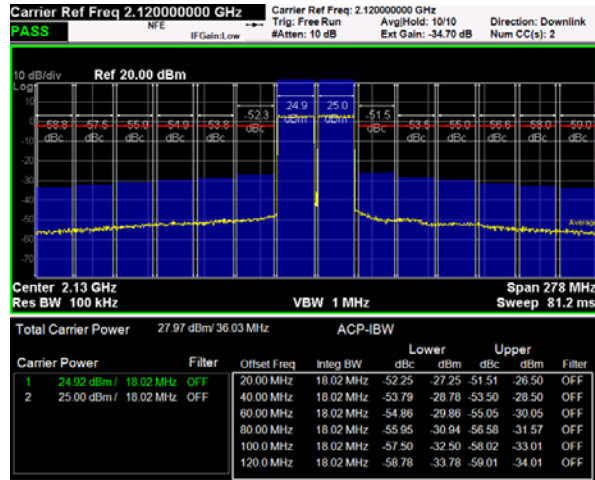 Carrier Ref Freq 2.120000000 GHz
Carrier Ref Freq: 2.120000000 GHz
PASS
NFE
IFGain:Low
Trig: Free Run
#Atten: 10 dB
Avg|Hold: 10/10
Ext Gain: -34.70 dB
Direction: Downlink
Num CC(s): 2
10 dB/div Ref 20.00 dBm
Log
10
0
-10
-20
-30
-40
-50
-60
-70
-58.8 dBc
-57.5 dBc
-55.9 dBc
-54.9 dBc
-53.8 dBc
-52.3 dBc
24.9 dBm
25.0 dBm
-51.5 dBc
-53.5 dBc
-55.0 dBc
-56.6 dBc
-58.0 dBc
-59.0 dBc
Average
Center 2.13 GHz
Span 278 MHz
Res BW 100 kHz
VBW 1 MHz
Sweep 81.2 ms
Total Carrier Power 27.97 dBm/ 36.03 MHz ACP-IBW
Lower Upper
Carrier Power Filter
Offset Freq Integ BW dBc dBm dBc dBm Filter
1 24.92 dBm / 18.02 MHz OFF
2 25.00 dBm / 18.02 MHz OFF
20.00 MHz 18.02 MHz -52.25 -27.25 -51.51 -26.50 OFF
40.00 MHz 18.02 MHz -53.79 -28.78 -53.50 -28.50 OFF
60.00 MHz 18.02 MHz -54.86 -29.86 -55.05 -30.05 OFF
80.00 MHz 18.02 MHz -55.95 -30.94 -56.58 -31.57 OFF
100.0 MHz 18.02 MHz -57.50 -32.50 -58.02 -33.01 OFF
120.0 MHz 18.02 MHz -58.78 -33.78 -59.01 -34.01 OFF